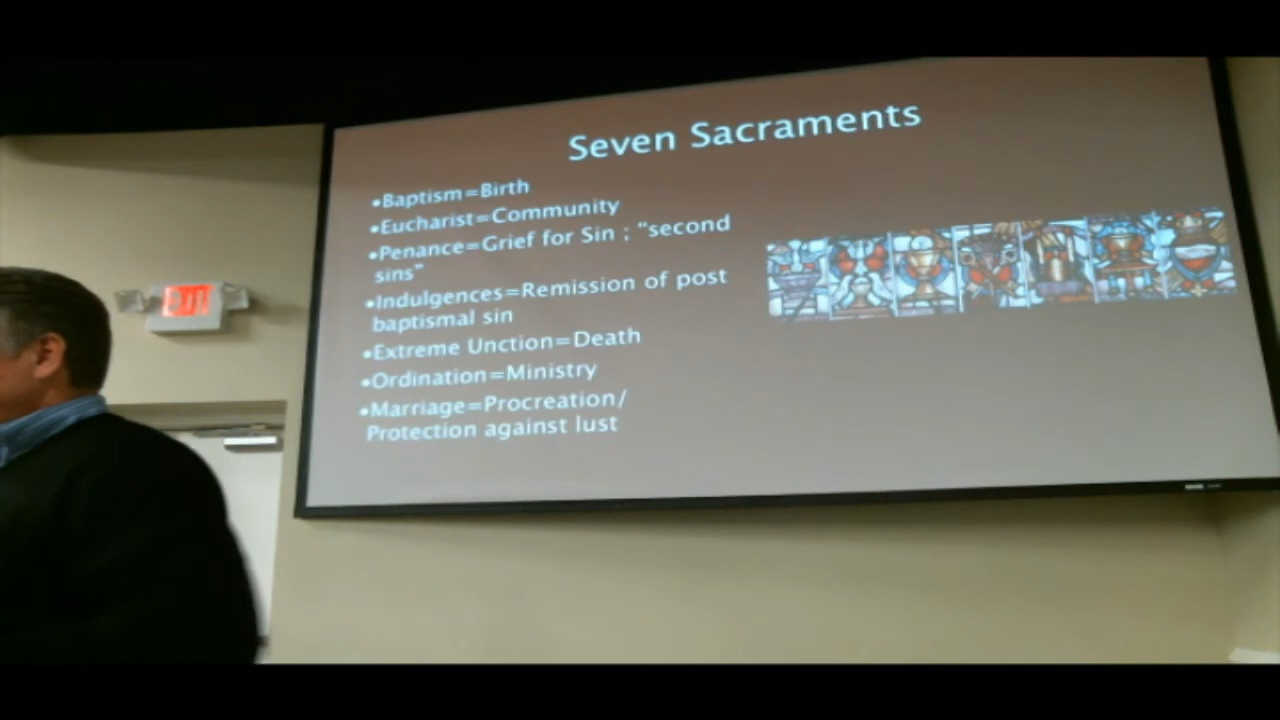 Seven Sacraments
•Baptism=Birth
•Eucharist=Community
•Penance=Grief for Sin ; "second
sins"
•Indulgences=Remission of post
baptismal sin
•Extreme Unction=Death
•Ordination=Ministry
•Marriage=Procreation/
Protection against lust
EXIT